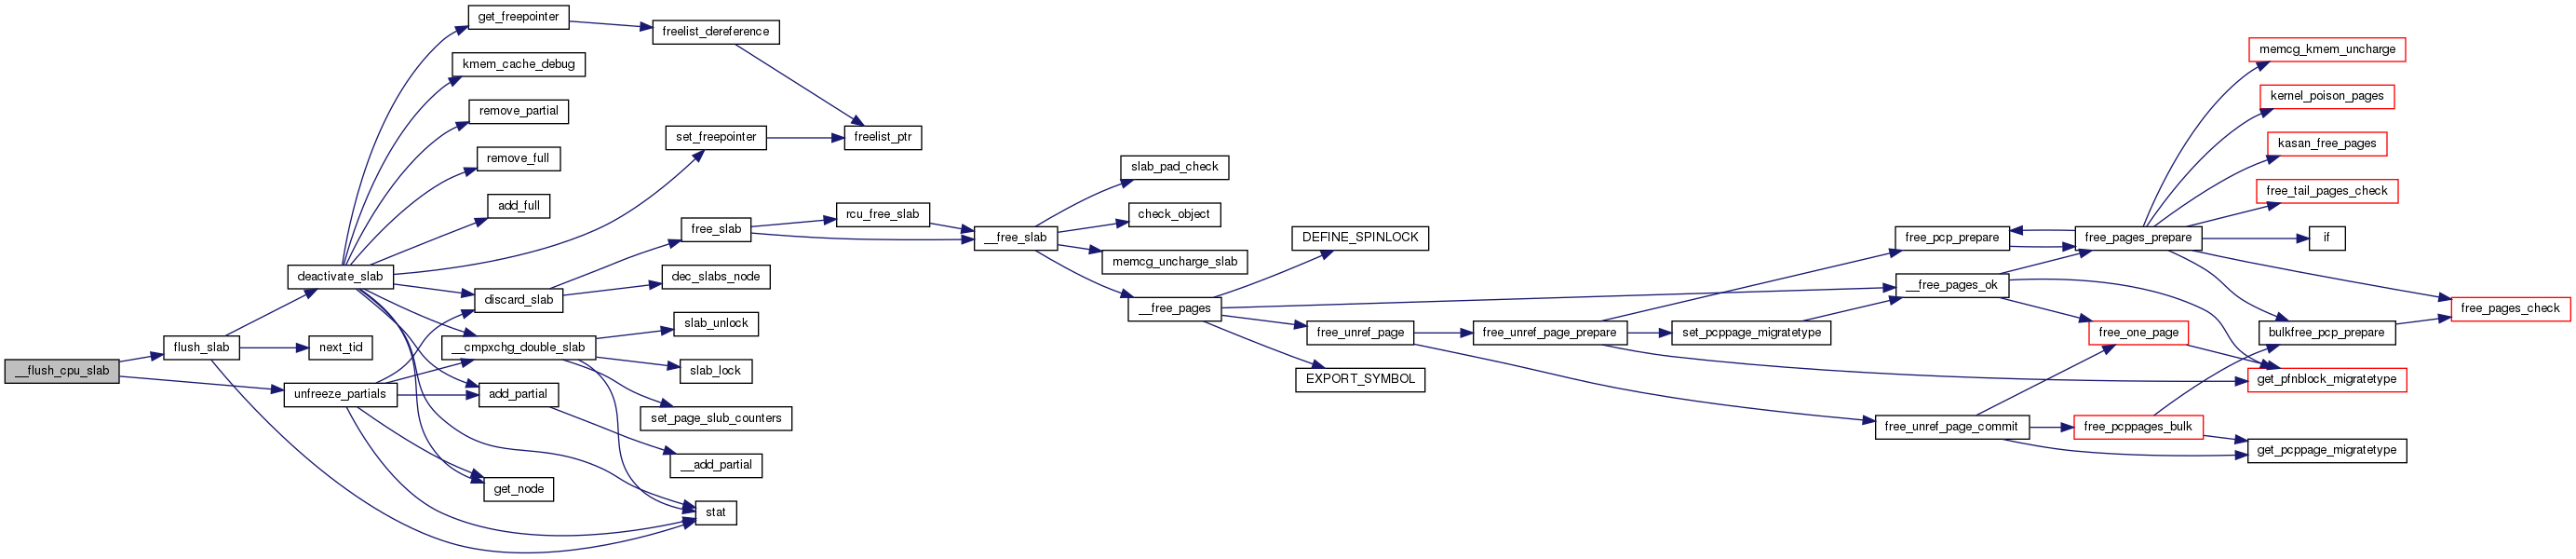 get_freepointer
freelist_dereference
kmem_cache_debug
remove_partial
remove_full
add_full
set_freepointer
freelist_ptr
deactivate_slab
discard_slab
free_slab
rcu_free_slab
dec_slabs_node
__free_slab
slab_pad_check
check_object
memcg_uncharge_slab
__free_pages
DEFINE_SPINLOCK
EXPORT_SYMBOL
free_unref_page
free_unref_page_prepare
set_pcppage_migratetype
free_pcp_prepare
__free_pages_ok
free_pages_prepare
memcg_kmem_uncharge
kernel_poison_pages
kasan_free_pages
free_tail_pages_check
if
bulkfree_pcp_prepare
free_pages_check
free_one_page
get_pfnblock_migratetype
free_unref_page_commit
free_pcppages_bulk
get_pcppage_migratetype
__flush_cpu_slab
flush_slab
next_tid
unfreeze_partials
__cmpxchg_double_slab
slab_unlock
slab_lock
set_page_slub_counters
add_partial
__add_partial
get_node
stat